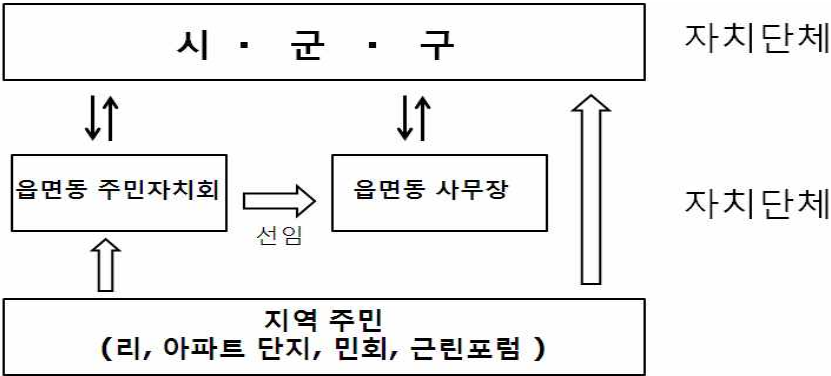 시 · 군 · 구
자치단체
읍면동 주민자치회
선임
읍면동 사무장
자치단체
지역 주민
(리, 아파트 단지, 민회, 근린포럼 )